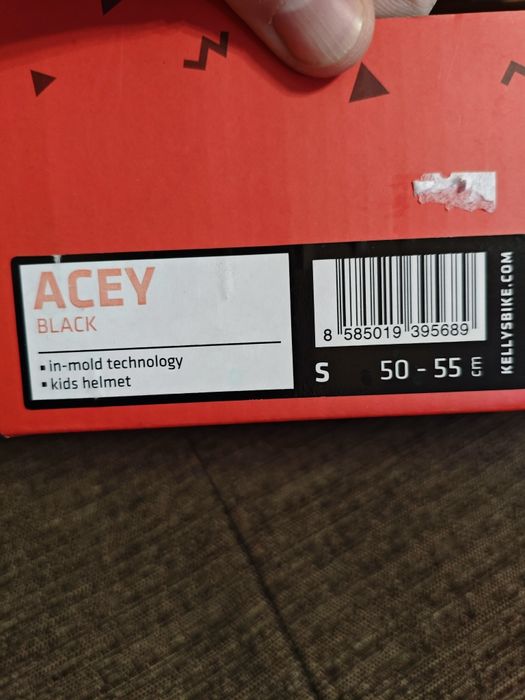 ACEY
BLACK
▪ in-mold technology
▪ kids helmet
8 585019 395689
S 50 - 55 cm
KELLYSBIKE.COM